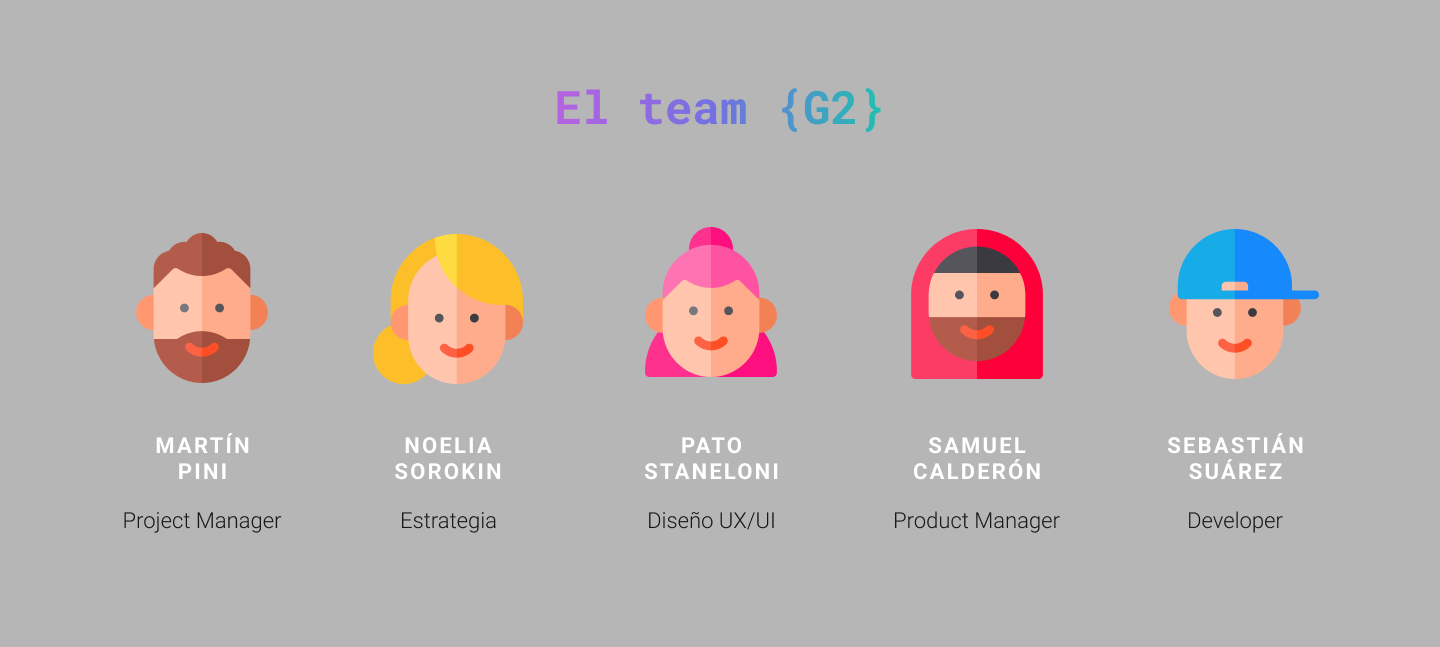 El team {G2}
MARTÍN
PINI
Project Manager
NOELIA
SOROKIN
Estrategia
PATO
STANELONI
Diseño UX/UI
SAMUEL
CALDERÓN
Product Manager
SEBASTIÁN
SUÁREZ
Developer